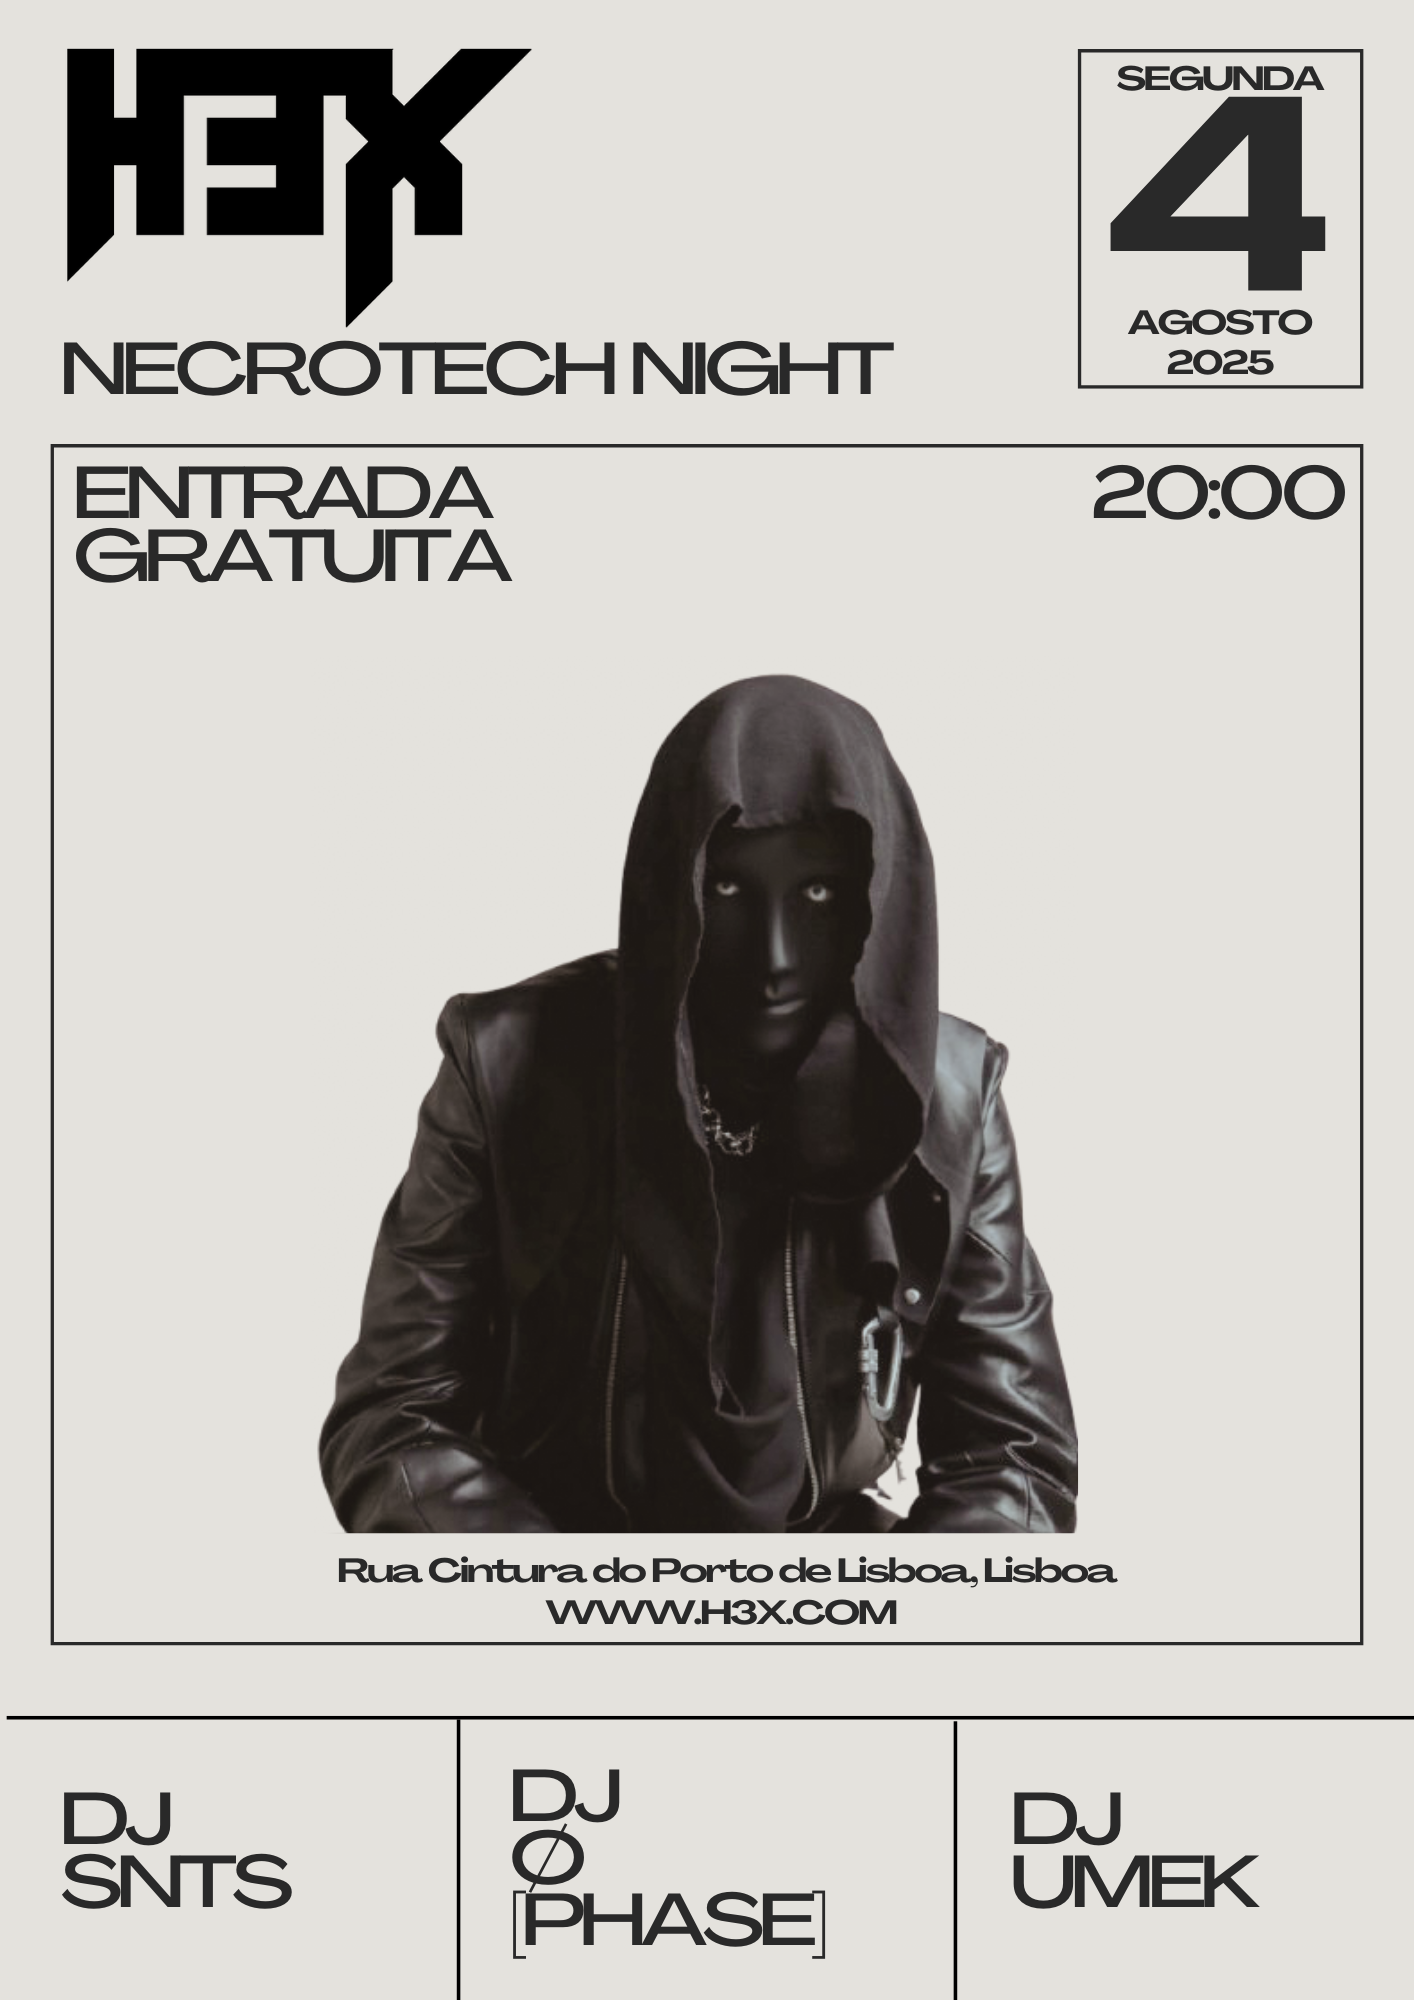 H3X
NECROTECH NIGHT
SEGUNDA
4
AGOSTO
2025
ENTRADA
GRATUITA
20:00
Rua Cintura do Porto de Lisboa, Lisboa
WWW.H3X.COM
DJ
SNTS
DJ
Ø
[PHASE]
DJ
UMEK